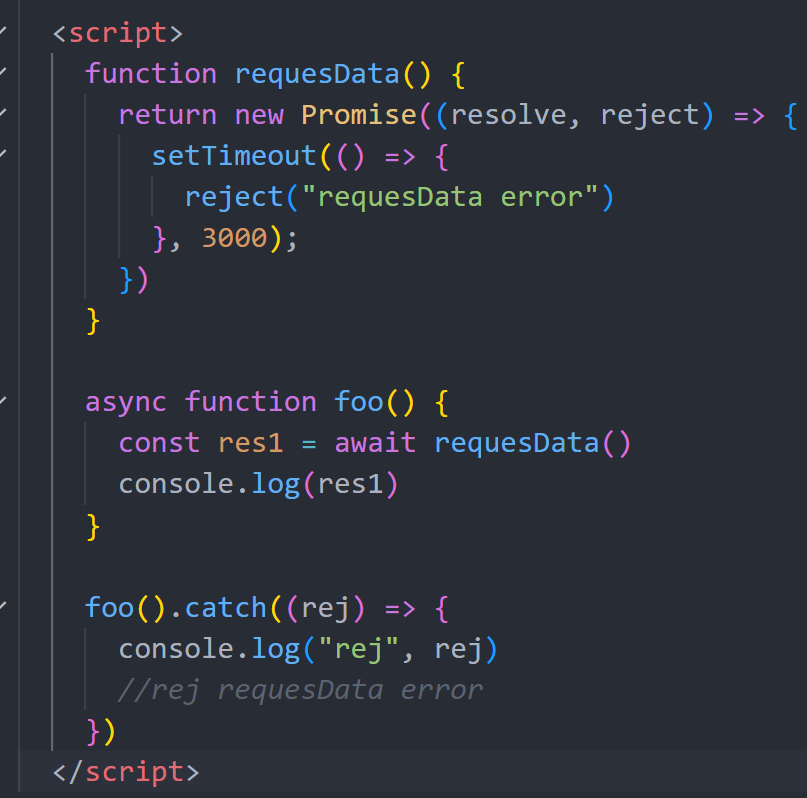 <script>
function requesData() {
return new Promise((resolve, reject) => {
setTimeout(() => {
reject("requesData error")
}, 3000);
})
}
async function foo() {
const res1 = await requesData()
console.log(res1)
}
foo().catch((rej) => {
console.log("rej", rej)
//rej requesData error
})
</script>